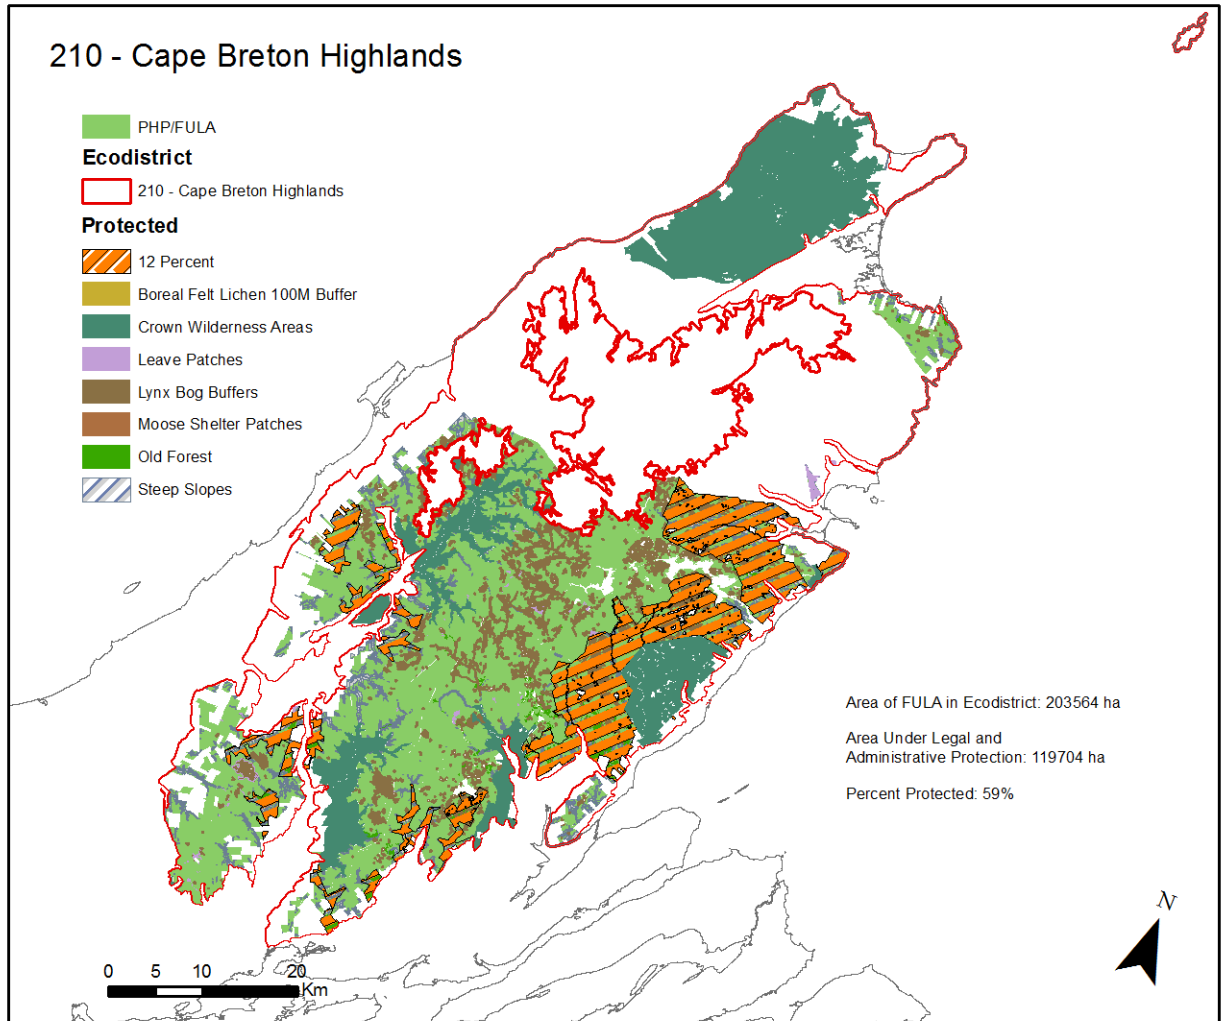 210 - Cape Breton Highlands
PHP/FULA
Ecodistrict
210 - Cape Breton Highlands
Protected
12 Percent
Boreal Felt Lichen 100M Buffer
Crown Wilderness Areas
Leave Patches
Lynx Bog Buffers
Moose Shelter Patches
Old Forest
Steep Slopes
Area of FULA in Ecodistrict: 203564 ha
Area Under Legal and
Administrative Protection: 119704 ha
Percent Protected: 59%
N
0 5 10 20
Km